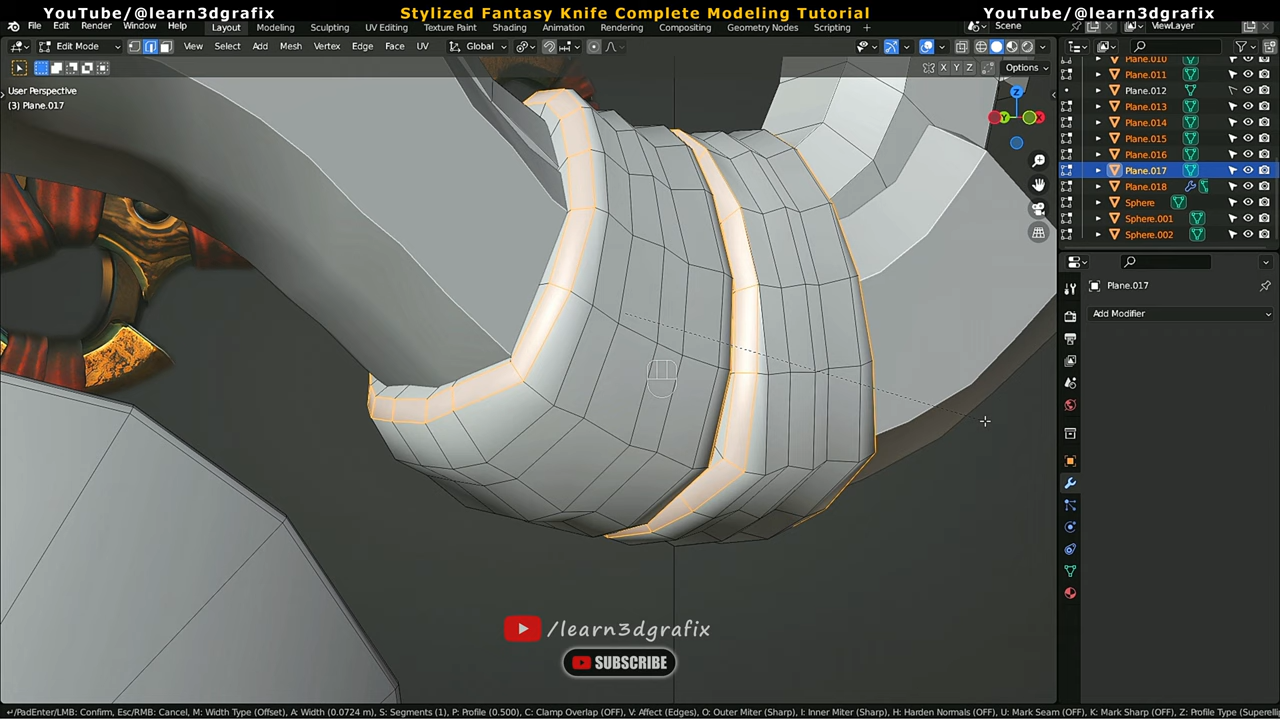 YouTube/@learn3dgrafix Stylized Fantasy Knife Complete Modeling Tutorial YouTube/@learn3dgrafix
File Edit Render Window Help Layout Modeling Sculpting UV Editing Texture Paint Shading Animation Rendering Compositing Geometry Nodes Scripting + Scene ViewLayer
Edit Mode View Select Add Mesh Vertex Edge Face UV Global
X Y Z Options
User Perspective
(3) Plane.017
Plane.010
Plane.011
Plane.012
Plane.013
Plane.014
Plane.015
Plane.016
Plane.017
Plane.018
Sphere
Sphere.001
Sphere.002
Z
Y X
Plane.017
Add Modifier
/learn3dgrafix
SUBSCRIBE
↵/PadEnter/LMB: Confirm, Esc/RMB: Cancel, M: Width Type (Offset), A: Width (0.0724 m), S: Segments (1), P: Profile (0.500), C: Clamp Overlap (OFF), V: Affect (Edges), O: Outer Miter (Sharp), I: Inner Miter (Sharp), H: Harden Normals (OFF), U: Mark Seam (OFF), K: Mark Sharp (OFF), Z: Profile Type (Superell